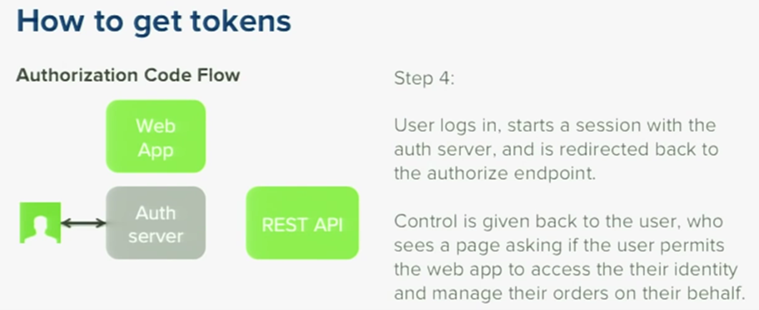 How to get tokens
Authorization Code Flow
Web
App
Auth
server
REST API
Step 4:
User logs in, starts a session with the
auth server, and is redirected back to
the authorize endpoint.
Control is given back to the user, who
sees a page asking if the user permits
the web app to access the their identity
and manage their orders on their behalf.